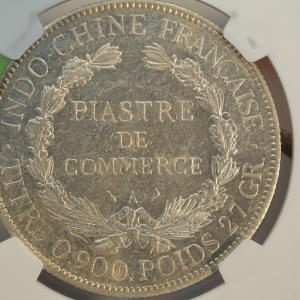 INDO-CHINE FRANÇAISE
PIASTRE
DE
COMMERCE
A
TITRE 0,900. POIDS 27 GR.